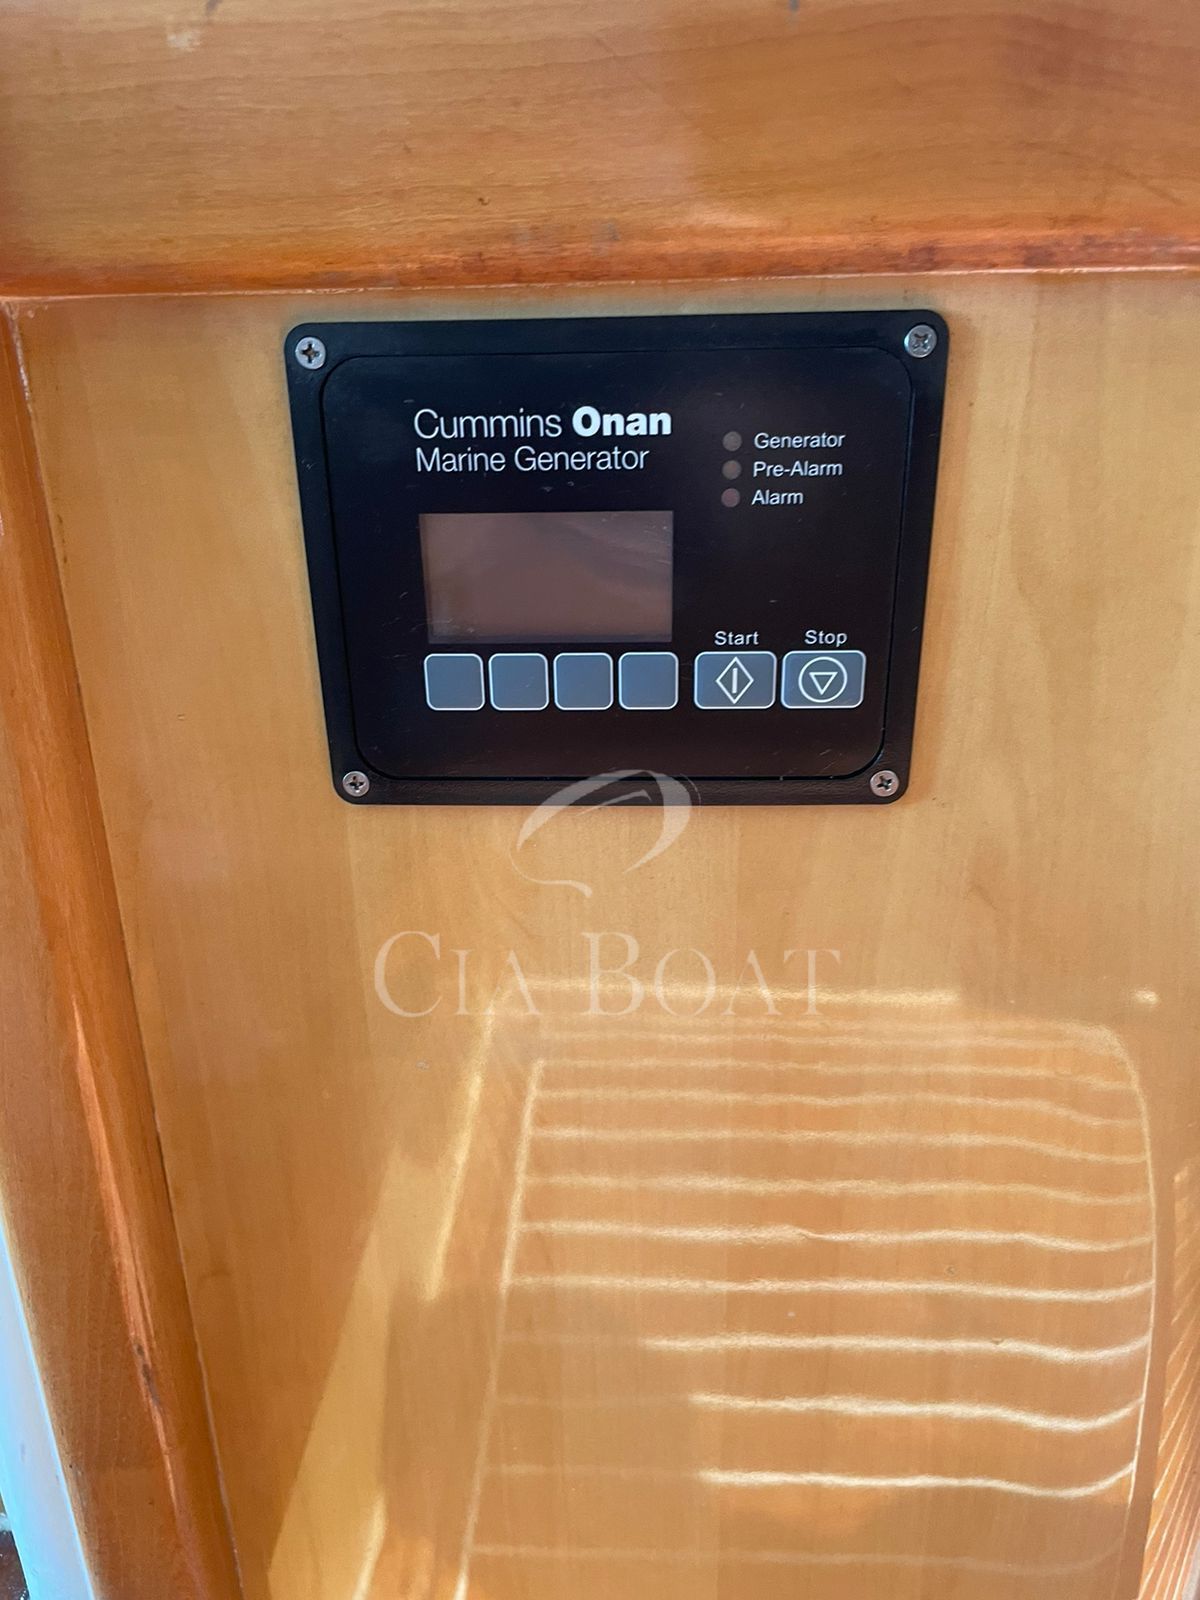 Cummins Onan
Marine Generator
Generator
Pre-Alarm
Alarm
Start
Stop
CIA BOAT